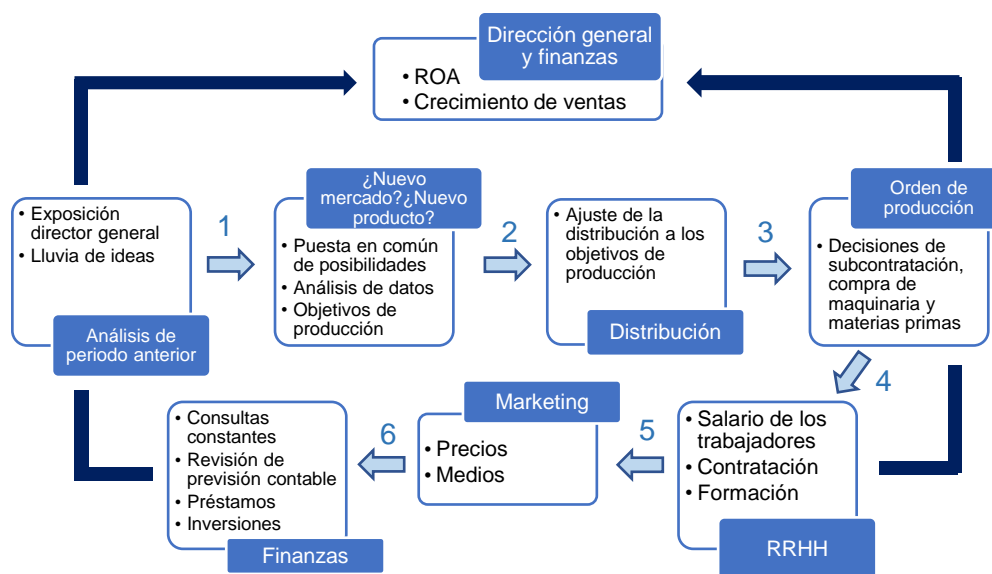 Dirección general
y finanzas
• ROA
• Crecimiento de ventas
• Exposición
director general
• Lluvia de ideas
Análisis de
periodo anterior
1
¿Nuevo
mercado?¿Nuevo
producto?
• Puesta en común
de posibilidades
• Análisis de datos
• Objetivos de
producción
2
• Ajuste de la
distribución a los
objetivos de
producción
Distribución
3
Orden de
producción
• Decisiones de
subcontratación,
compra de
maquinaria y
materias primas
4
• Salario de los
trabajadores
• Contratación
• Formación
RRHH
5
Marketing
• Precios
• Medios
6
• Consultas
constantes
• Revisión de
previsión contable
• Préstamos
• Inversiones
Finanzas